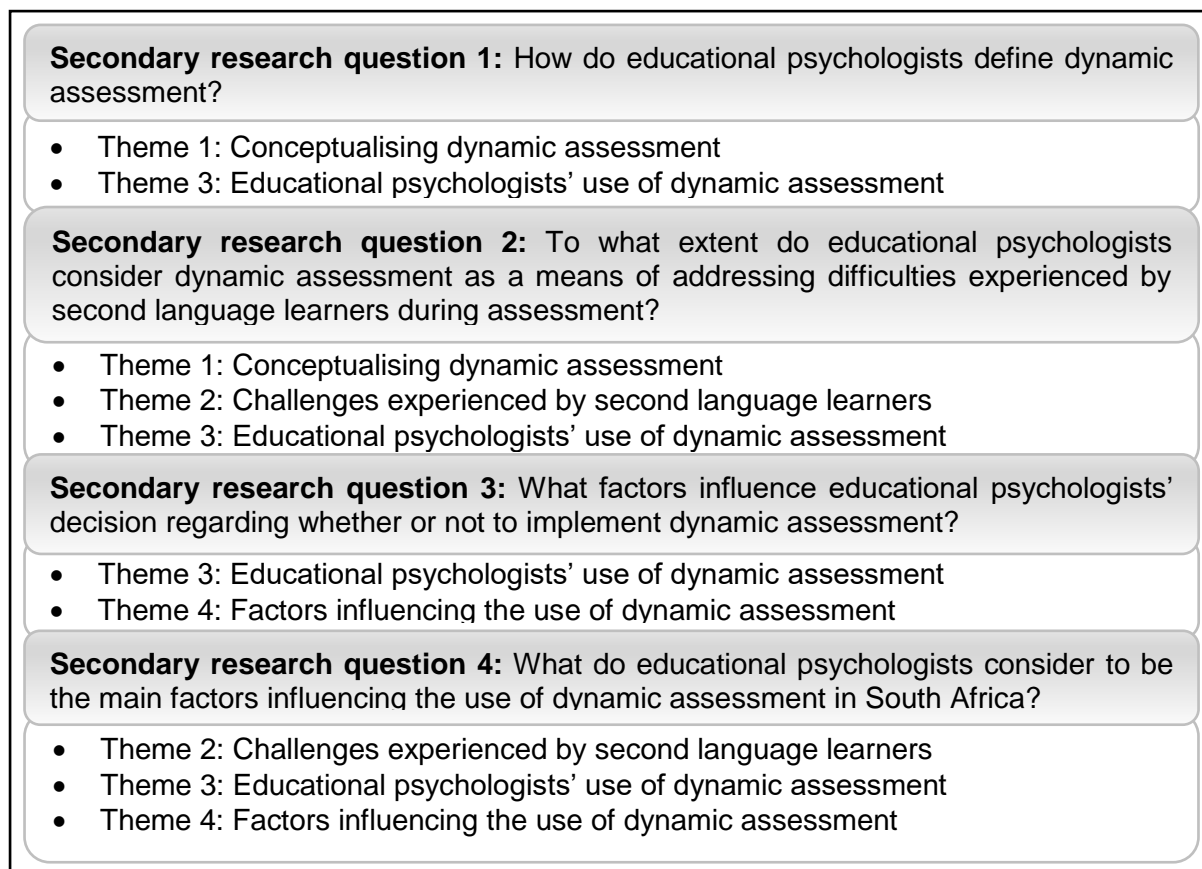 Secondary research question 1: How do educational psychologists define dynamic
assessment?
• Theme 1: Conceptualising dynamic assessment
• Theme 3: Educational psychologists’ use of dynamic assessment
Secondary research question 2: To what extent do educational psychologists
consider dynamic assessment as a means of addressing difficulties experienced by
second language learners during assessment?
• Theme 1: Conceptualising dynamic assessment
• Theme 2: Challenges experienced by second language learners
• Theme 3: Educational psychologists’ use of dynamic assessment
Secondary research question 3: What factors influence educational psychologists’
decision regarding whether or not to implement dynamic assessment?
• Theme 3: Educational psychologists’ use of dynamic assessment
• Theme 4: Factors influencing the use of dynamic assessment
Secondary research question 4: What do educational psychologists consider to be
the main factors influencing the use of dynamic assessment in South Africa?
• Theme 2: Challenges experienced by second language learners
• Theme 3: Educational psychologists’ use of dynamic assessment
• Theme 4: Factors influencing the use of dynamic assessment